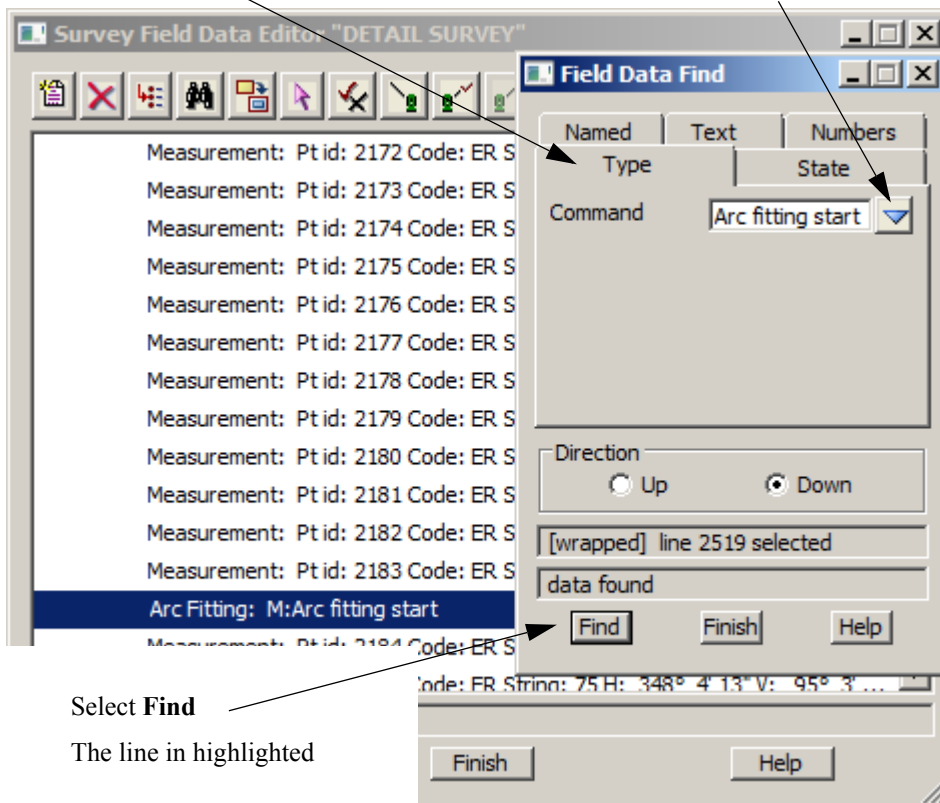 Survey Field Data Editor "DETAIL SURVEY"
Field Data Find
Named Text Numbers
Type State
Command Arc fitting start
Measurement: Pt id: 2172 Code: ER S
Measurement: Pt id: 2173 Code: ER S
Measurement: Pt id: 2174 Code: ER S
Measurement: Pt id: 2175 Code: ER S
Measurement: Pt id: 2176 Code: ER S
Measurement: Pt id: 2177 Code: ER S
Measurement: Pt id: 2178 Code: ER S
Measurement: Pt id: 2179 Code: ER S
Measurement: Pt id: 2180 Code: ER S
Measurement: Pt id: 2181 Code: ER S
Measurement: Pt id: 2182 Code: ER S
Measurement: Pt id: 2183 Code: ER S
Arc Fitting: M:Arc fitting start
Measurement: Pt id: 2184 Code: ER S
Direction
Up Down
[wrapped] line 2519 selected
data found
Find Finish Help
Code: ER String: 75 H: 348° 4' 13" V: 95° 3' ...
Select Find
The line in highlighted
Finish Help